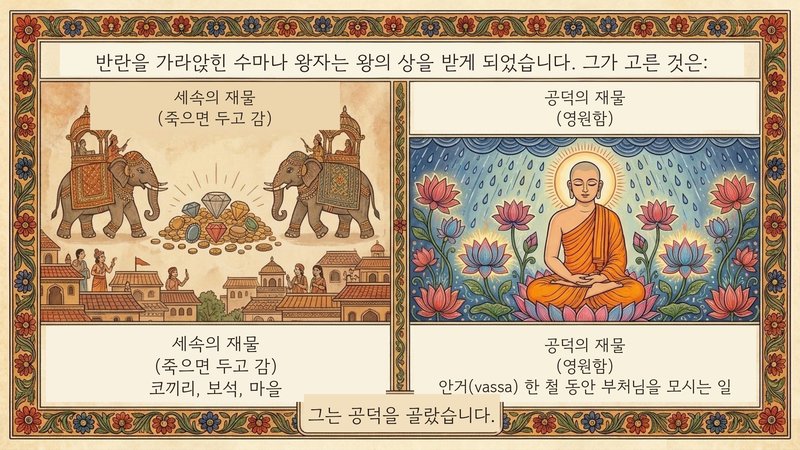 반란을 가라앉힌 수마나 왕자는 왕의 상을 받게 되었습니다. 그가 고른 것은:
세속의 재물
(죽으면 두고 감)
공덕의 재물
(영원함)
세속의 재물
(죽으면 두고 감)
코끼리, 보석, 마을
공덕의 재물
(영원함)
안거(vassa) 한 철 동안 부처님을 모시는 일
그는 공덕을 골랐습니다.